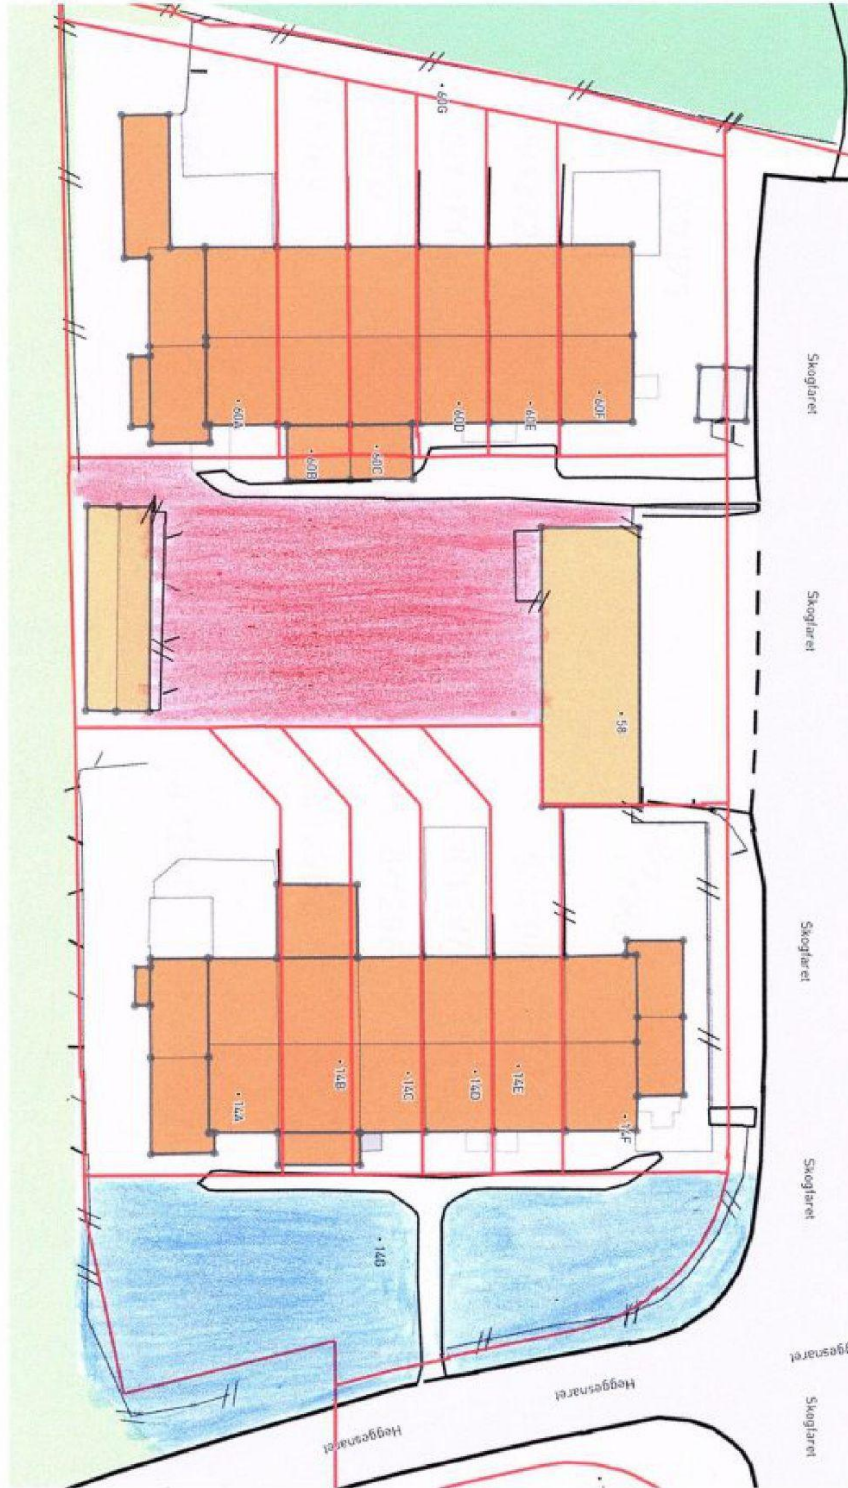 60G
Skogfaret
60A
60B
60C
60D
60E
60F
Skogfaret
58
Skogfaret
14A
14B
14C
14D
14E
14F
Skogfaret
14G
Heggesnaret
Heggesnaret
Skogfaret